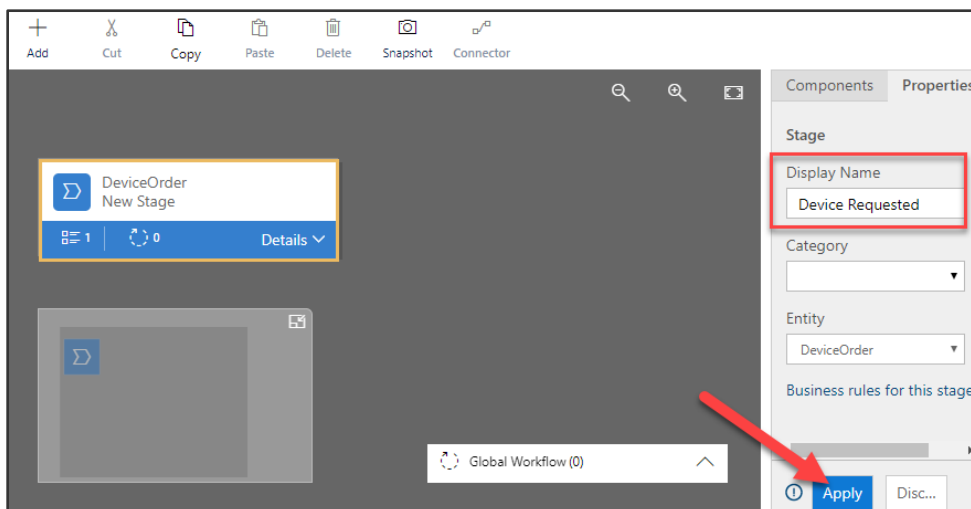 Add Cut Copy Paste Delete Snapshot Connector
Components Properties
Stage
Display Name
Device Requested
Category
Entity
DeviceOrder
Business rules for this stage
Apply Disc...
DeviceOrder
New Stage
1 0 Details
Global Workflow (0)